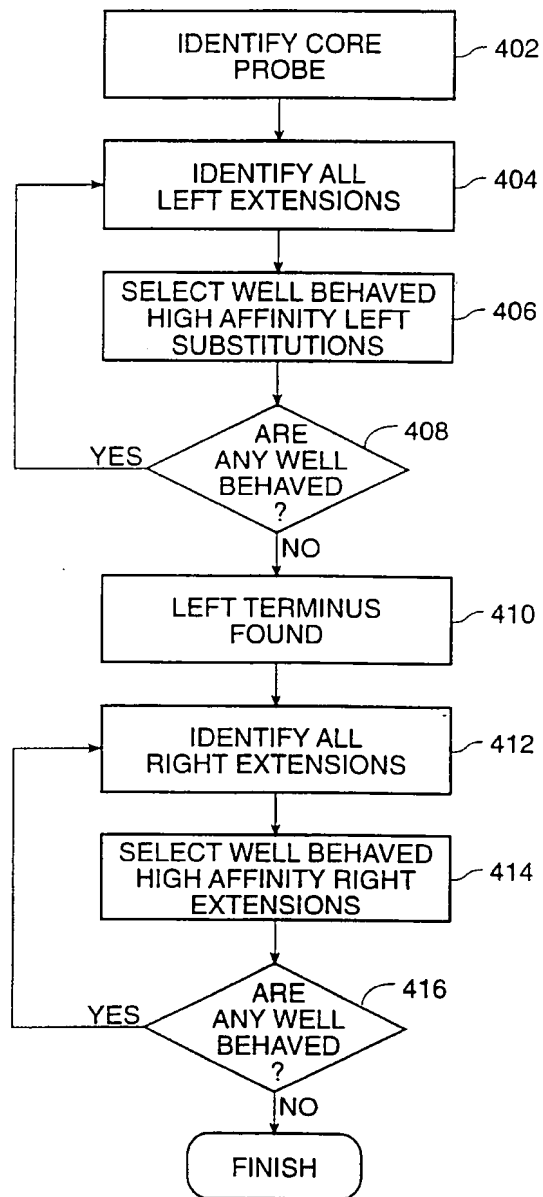 IDENTIFY CORE
PROBE
402
IDENTIFY ALL
LEFT EXTENSIONS
404
SELECT WELL BEHAVED
HIGH AFFINITY LEFT
SUBSTITUTIONS
406
ARE
ANY WELL
BEHAVED
?
408
YES
NO
LEFT TERMINUS
FOUND
410
IDENTIFY ALL
RIGHT EXTENSIONS
412
SELECT WELL BEHAVED
HIGH AFFINITY RIGHT
EXTENSIONS
414
ARE
ANY WELL
BEHAVED
?
416
YES
NO
FINISH